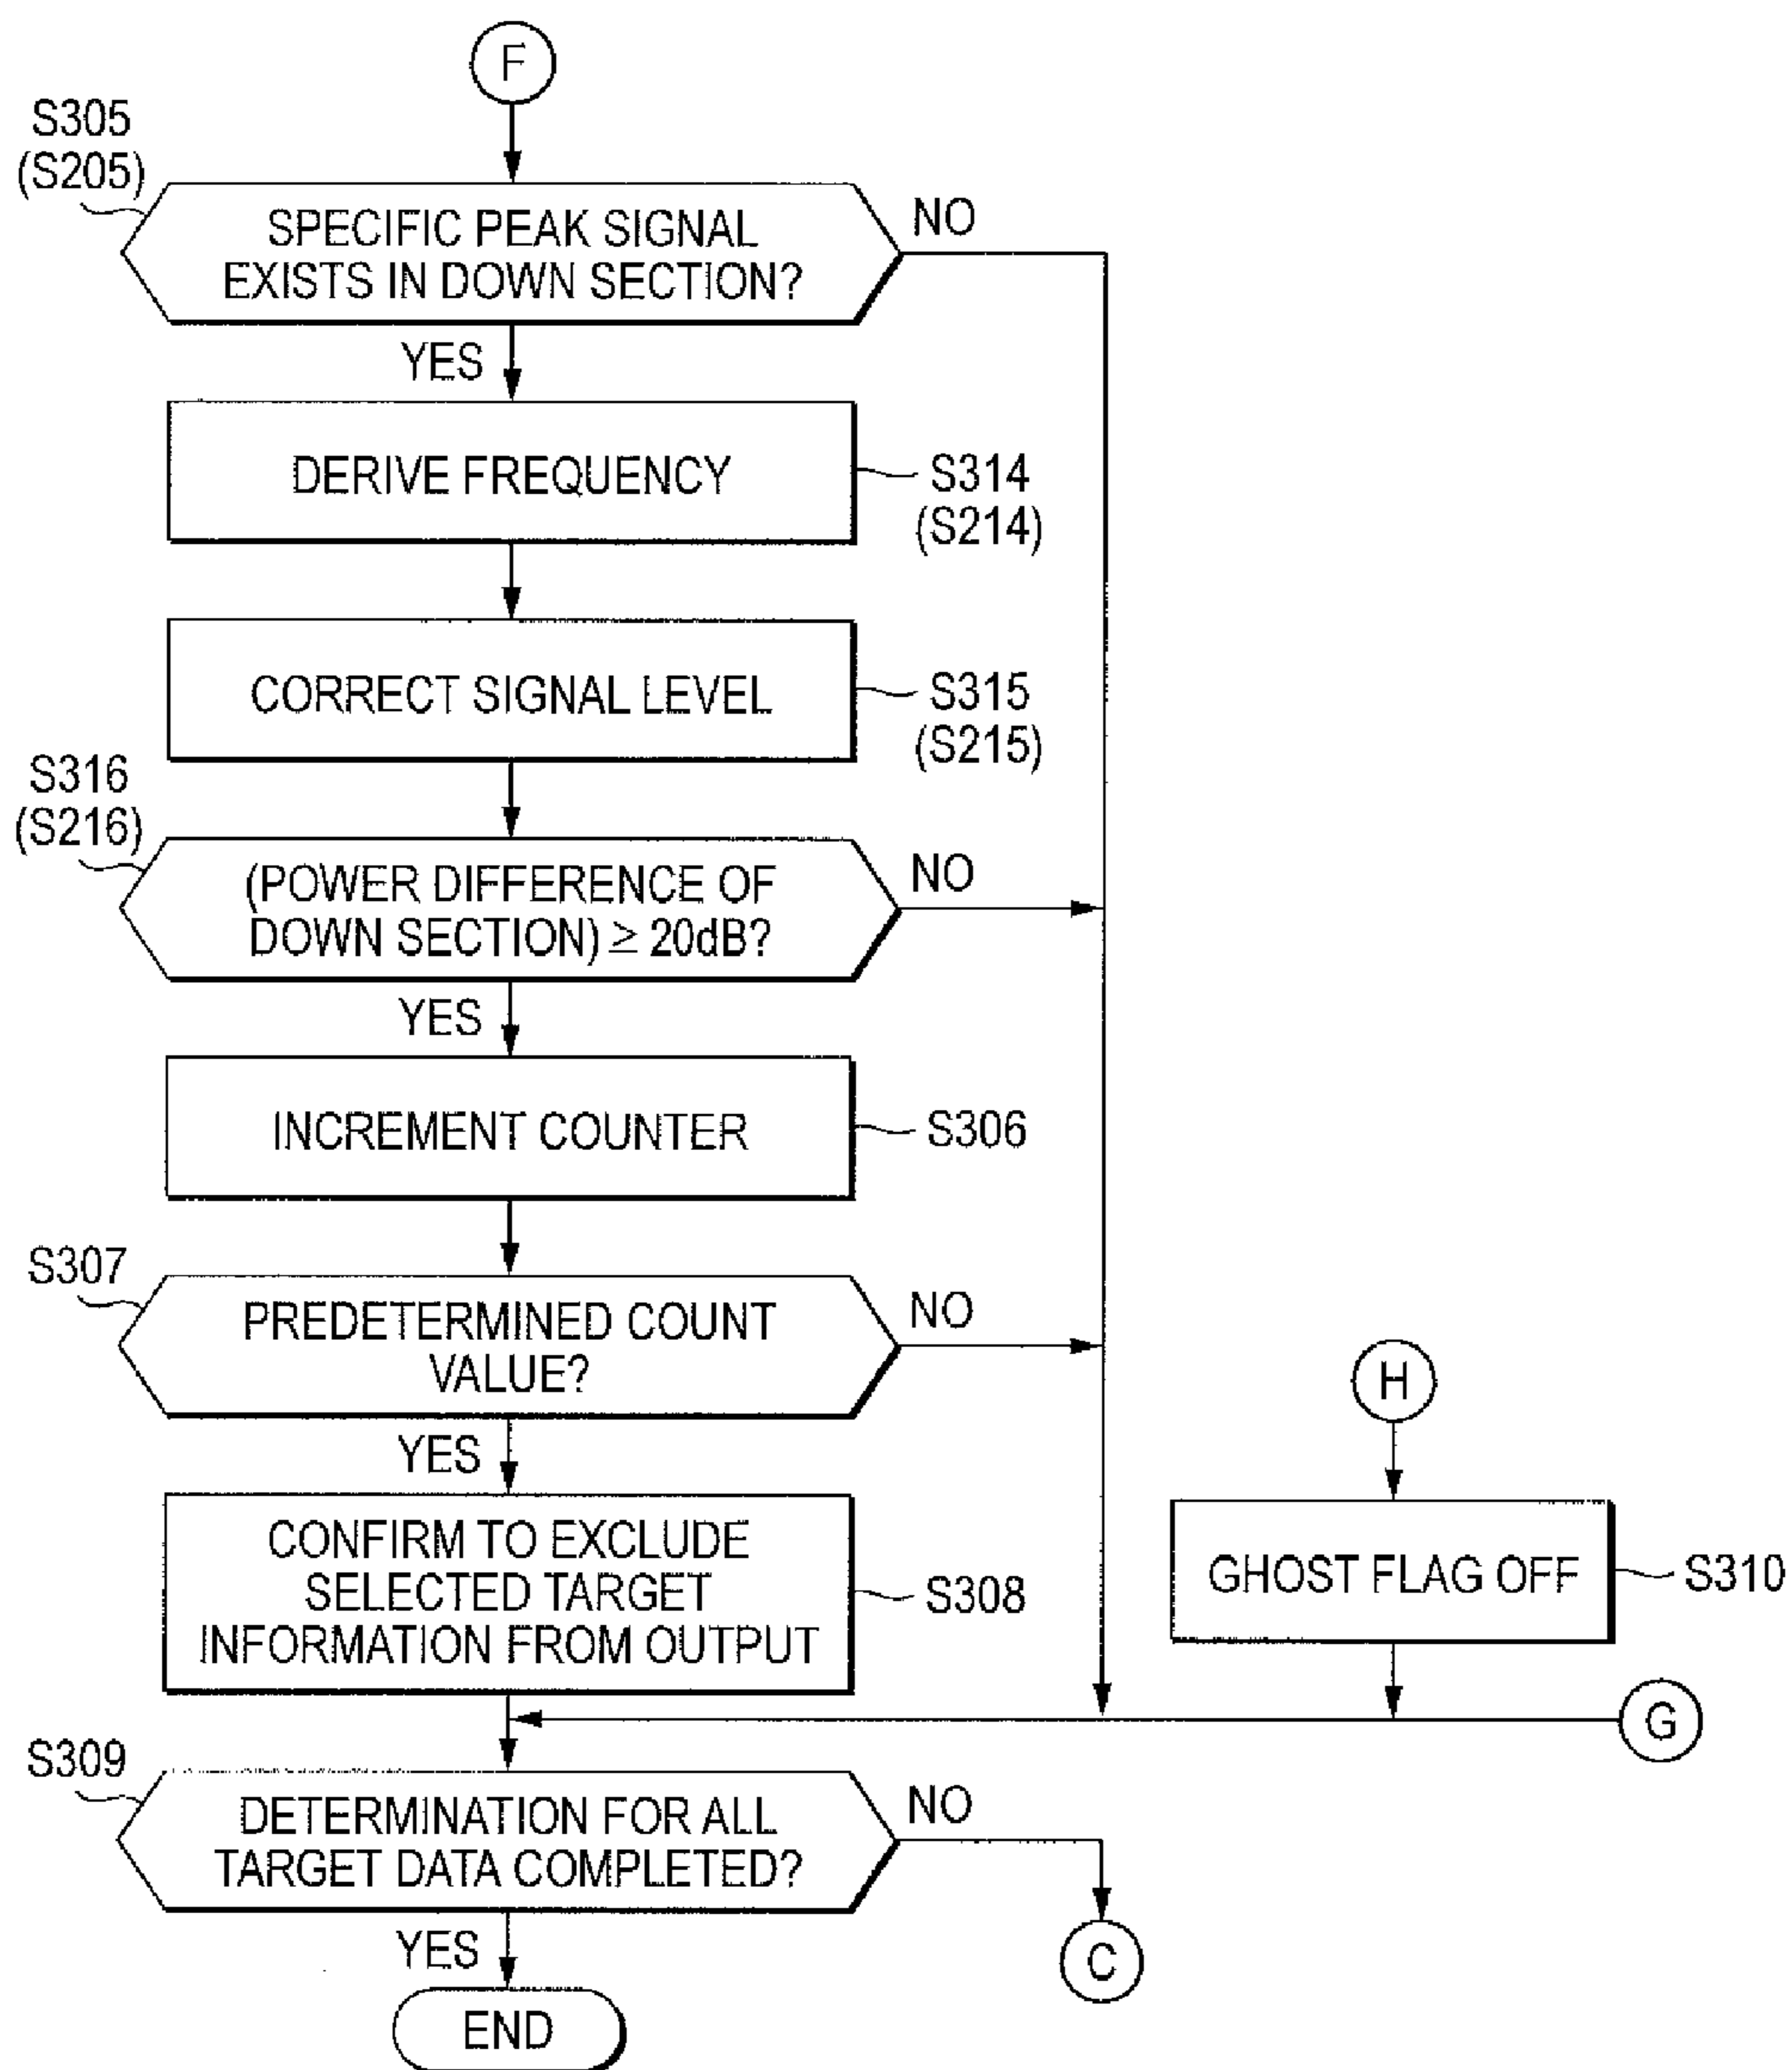 F
S305
(S205)
SPECIFIC PEAK SIGNAL
EXISTS IN DOWN SECTION?
NO
YES
DERIVE FREQUENCY
S314
(S214)
CORRECT SIGNAL LEVEL
S315
(S215)
S316
(S216)
(POWER DIFFERENCE OF
DOWN SECTION) ≥ 20dB?
NO
YES
INCREMENT COUNTER
S306
S307
PREDETERMINED COUNT
VALUE?
NO
YES
H
CONFIRM TO EXCLUDE
SELECTED TARGET
INFORMATION FROM OUTPUT
S308
GHOST FLAG OFF
S310
G
S309
DETERMINATION FOR ALL
TARGET DATA COMPLETED?
NO
YES
C
END